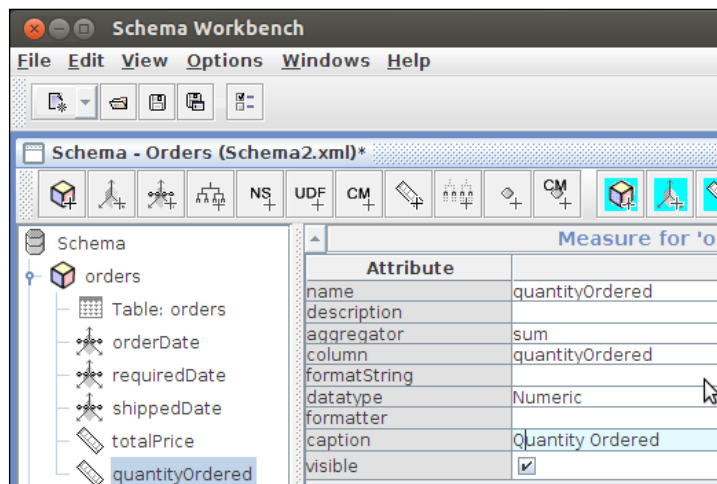 Schema Workbench
File Edit View Options Windows Help
Schema - Orders (Schema2.xml)*
NS UDF CM CM
Schema
orders
Table: orders
orderDate
requiredDate
shippedDate
totalPrice
quantityOrdered
Measure for 'o
Attribute
name quantityOrdered
description
aggregator sum
column quantityOrdered
formatString
datatype Numeric
formatter
caption Quantity Ordered
visible